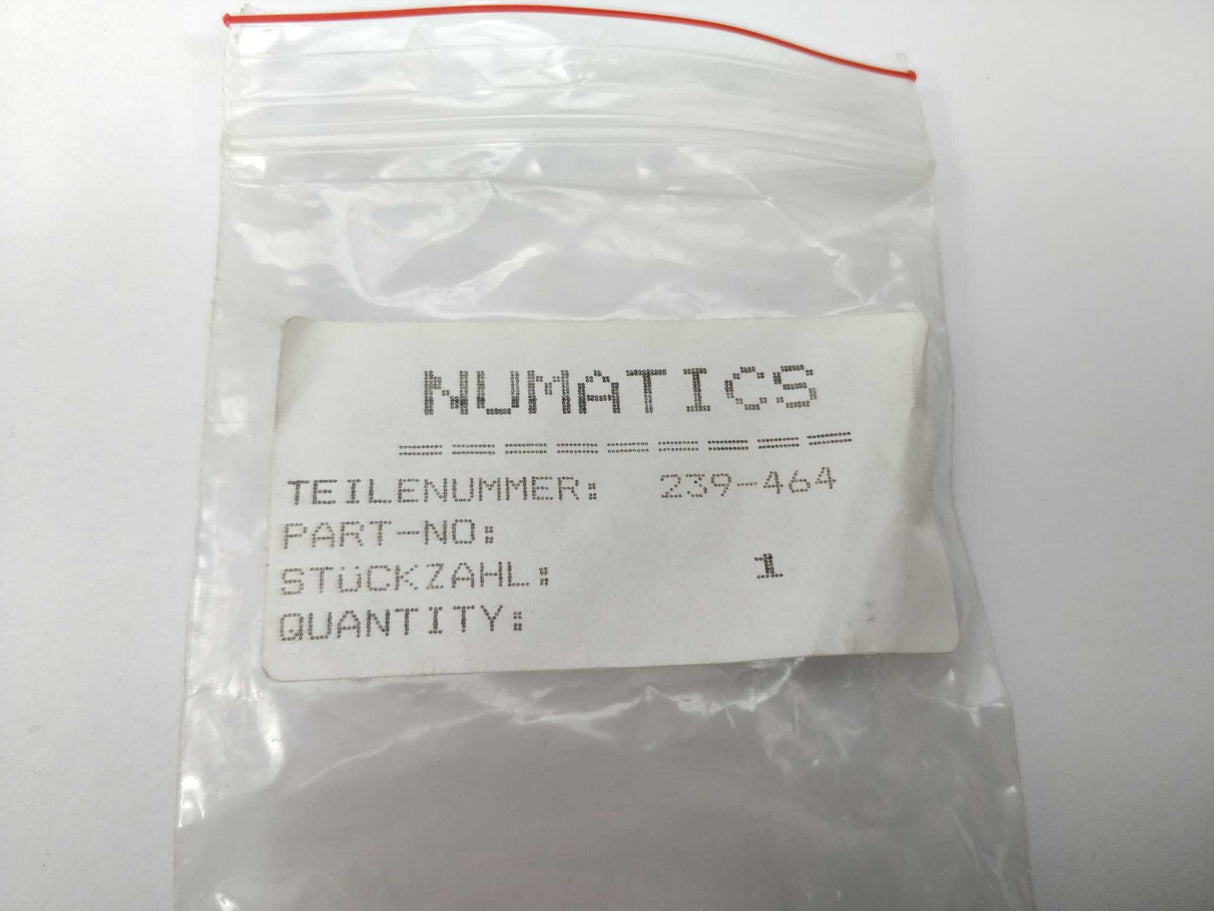 NUMATICS
=========
TEILENUMMER: 239-464
PART-NO:
STüCKZAHL: 1
QUANTITY: